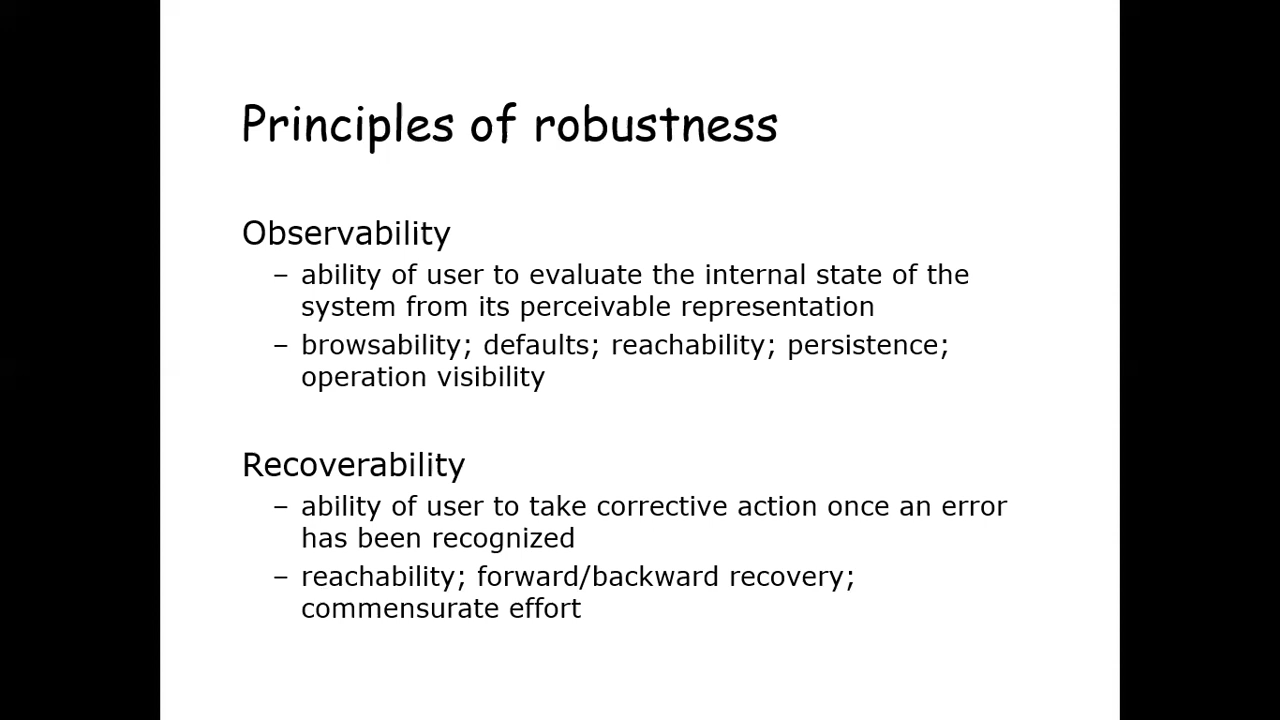 Principles of robustness
Observability
– ability of user to evaluate the internal state of the
system from its perceivable representation
– browsability; defaults; reachability; persistence;
operation visibility
Recoverability
– ability of user to take corrective action once an error
has been recognized
– reachability; forward/backward recovery;
commensurate effort